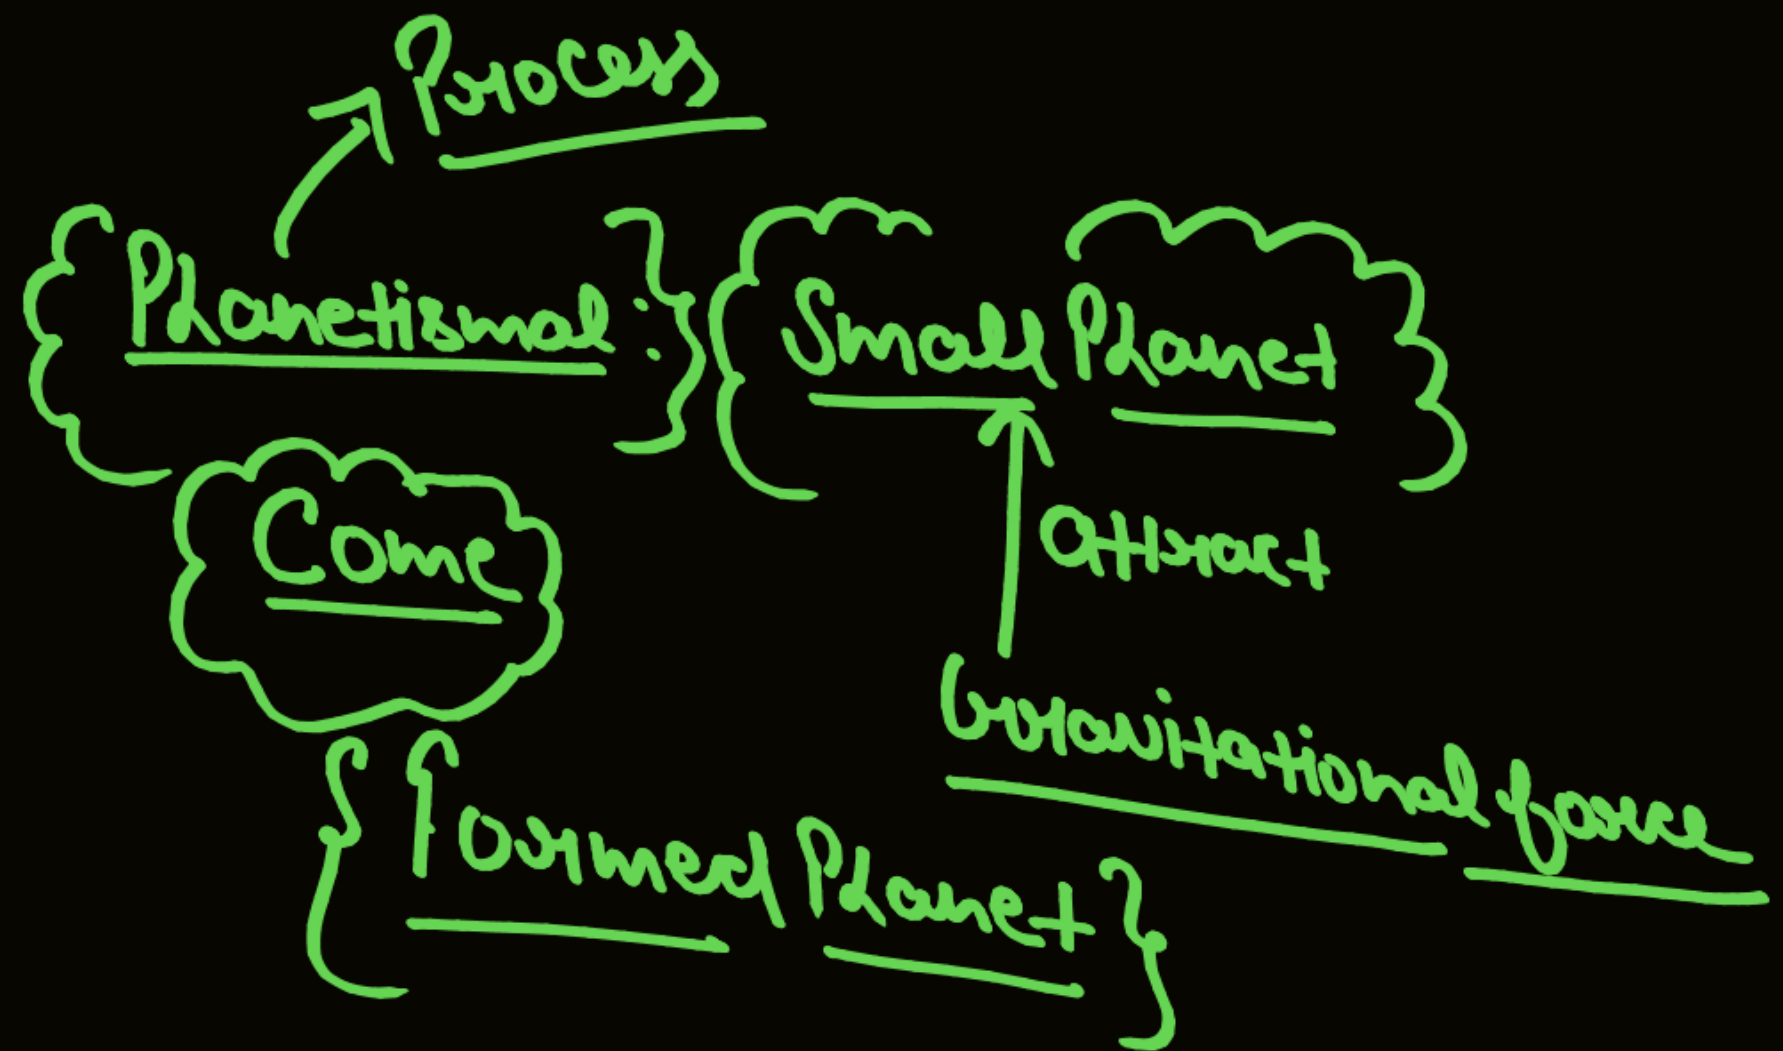 Process
Planetismal : Small Planet
Come
attract
Gravitational force
Formed Planet